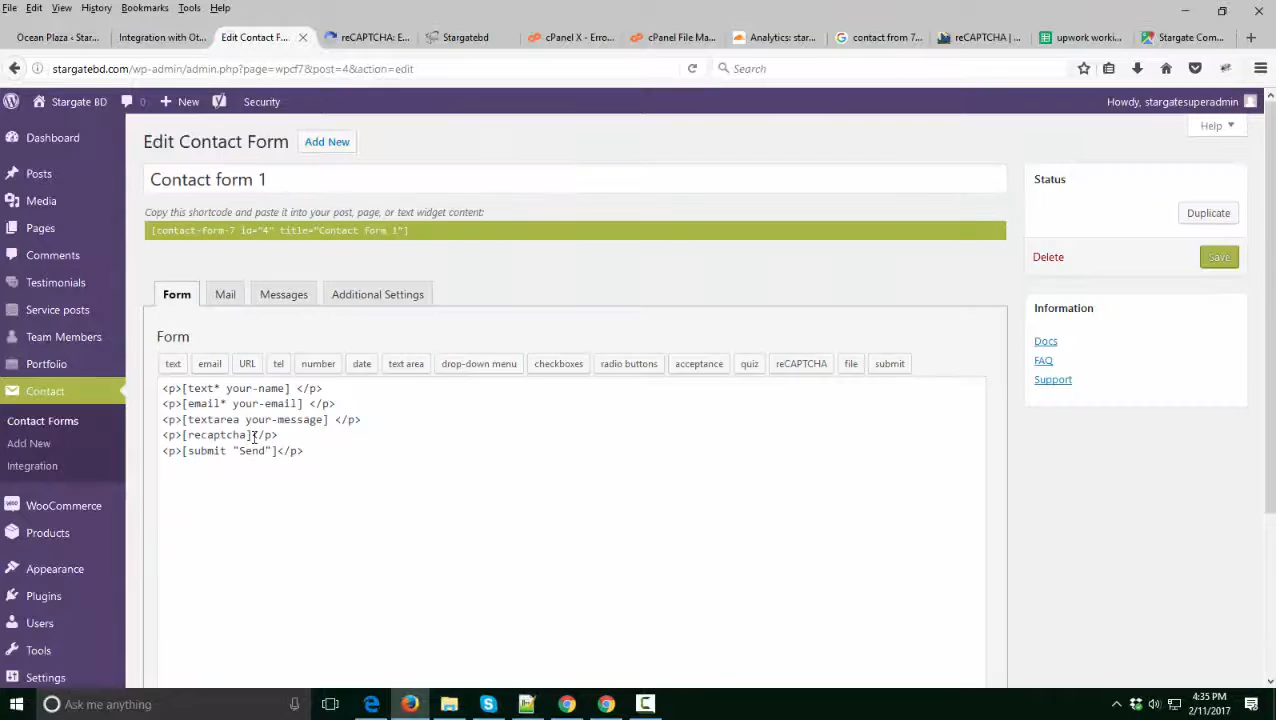 File Edit View History Bookmarks Tools Help
Ocean Plaza - Starg...
Integration with Ot...
Edit Contact F...
reCAPTCHA: E...
Stargatebd
cPanel X - Erro...
cPanel File Ma...
Analytics: star...
contact from 7...
reCAPTCHA | ...
upwork worki...
Stargate Com...
stargatebd.com/wp-admin/admin.php?page=wpcf7&post=4&action=edit
Search
Stargate BD
0
New
Security
Howdy, stargatesuperadmin
Help
Dashboard
Posts
Media
Pages
Comments
Testimonials
Service posts
Team Members
Portfolio
Contact
Contact Forms
Add New
Integration
WooCommerce
Products
Appearance
Plugins
Users
Tools
Settings
Edit Contact Form
Add New
Contact form 1
Copy this shortcode and paste it into your post, page, or text widget content:
[contact-form-7 id="4" title="Contact form 1"]
Form
Mail
Messages
Additional Settings
Form
text
email
URL
tel
number
date
text area
drop-down menu
checkboxes
radio buttons
acceptance
quiz
reCAPTCHA
file
submit
<p>[text* your-name] </p>
<p>[email* your-email] </p>
<p>[textarea your-message] </p>
<p>[recaptcha]</p>
<p>[submit "Send"]</p>
Status
Duplicate
Delete
Save
Information
Docs
FAQ
Support
Ask me anything
4:35 PM
2/11/2017